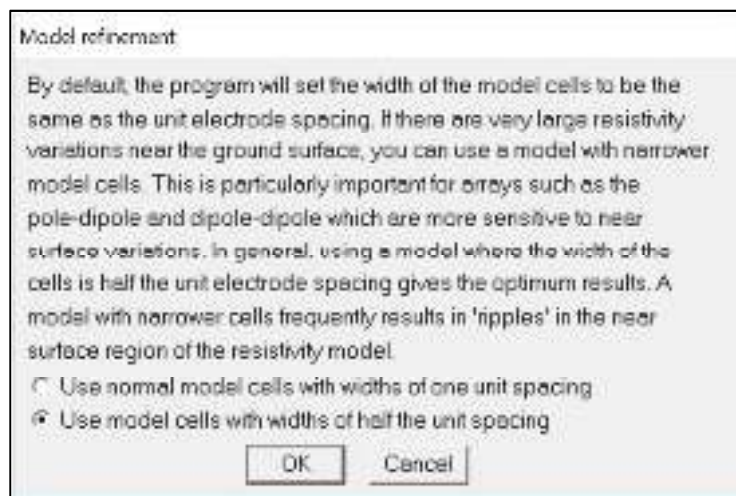 Model refinement
By default, the program will set the width of the model cells to be the
same as the unit electrode spacing. If there are very large resistivity
variations near the ground surface, you can use a model with narrower
model cells. This is particularly important for arrays such as the
pole-dipole and dipole-dipole which are more sensitive to near
surface variations. In general, using a model where the width of the
cells is half the unit electrode spacing gives the optimum results. A
model with narrower cells frequently results in 'ripples' in the near
surface region of the resistivity model.
Use normal model cells with widths of one unit spacing
Use model cells with widths of half the unit spacing
OK Cancel